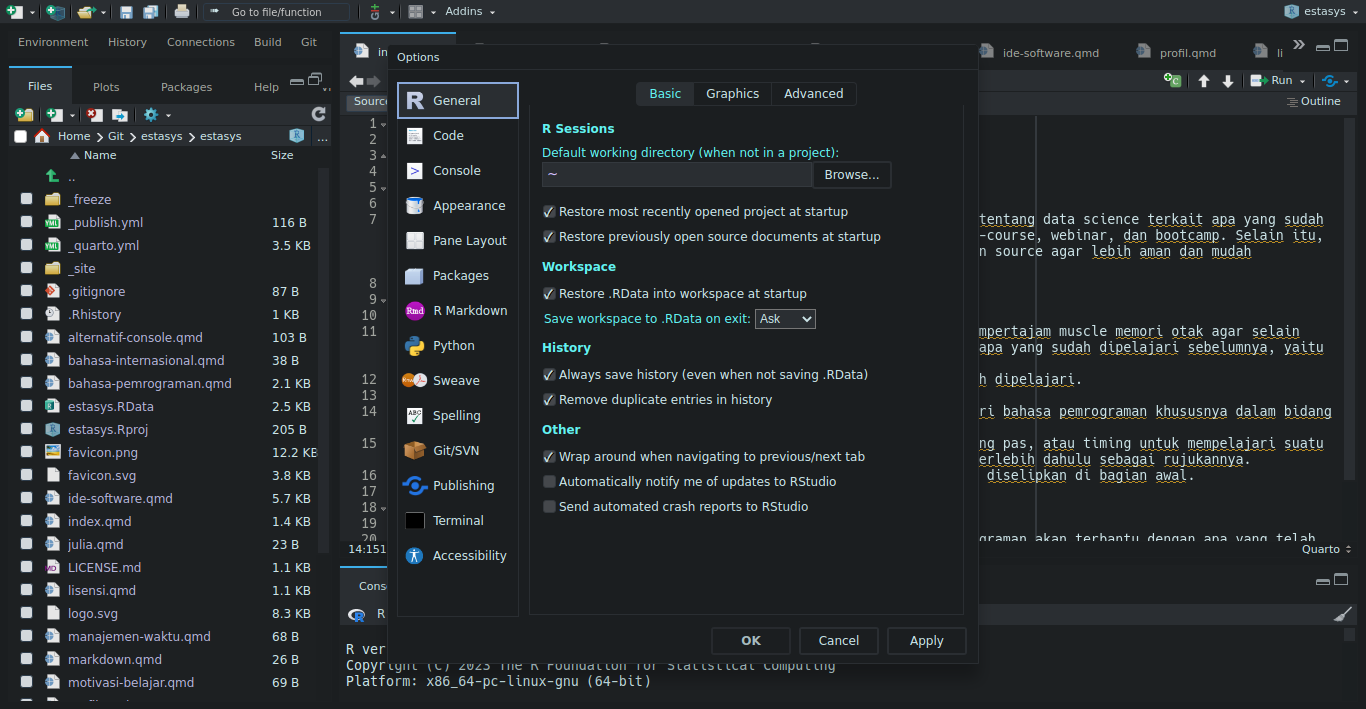 Go to file/function
Git
Addins
estasys
Environment History Connections Build Git
Files Plots Packages Help
Home Git estasys estasys ...
Name Size
..
_freeze
_publish.yml 116 B
_quarto.yml 3.5 KB
_site
.gitignore 87 B
.Rhistory 1 KB
alternatif-console.qmd 103 B
bahasa-internasional.qmd 38 B
bahasa-pemrograman.qmd 2.1 KB
estasys.RData 2.5 KB
estasys.Rproj 205 B
favicon.png 12.2 KB
favicon.svg 3.8 KB
ide-software.qmd 5.7 KB
index.qmd 1.4 KB
julia.qmd 23 B
LICENSE.md 1.1 KB
lisensi.qmd 1.1 KB
logo.svg 8.3 KB
manajemen-waktu.qmd 68 B
markdown.qmd 26 B
motivasi-belajar.qmd 69 B
in
ide-software.qmd profil.qmd li
Run
Source
Outline
1
2
3
4
5
6
7
8
9
10
11
12
13
14
15
16
17
18
19
20
tentang data science terkait apa yang sudah
-course, webinar, dan bootcamp. Selain itu,
n source agar lebih aman dan mudah
mpertajam muscle memori otak agar selain
apa yang sudah dipelajari sebelumnya, yaitu
h dipelajari.
ri bahasa pemrograman khususnya dalam bidang
ng pas, atau timing untuk mempelajari suatu
erlebih dahulu sebagai rujukannya.
diselipkan di bagian awal.
graman akan terbantu dengan apa yang telah
14:151
Quarto
Options
General
Code
Console
Appearance
Pane Layout
Packages
R Markdown
Python
Sweave
Spelling
Git/SVN
Publishing
Terminal
Accessibility
Basic Graphics Advanced
R Sessions
Default working directory (when not in a project):
~ Browse...
Restore most recently opened project at startup
Restore previously open source documents at startup
Workspace
Restore .RData into workspace at startup
Save workspace to .RData on exit: Ask
History
Always save history (even when not saving .RData)
Remove duplicate entries in history
Other
Wrap around when navigating to previous/next tab
Automatically notify me of updates to RStudio
Send automated crash reports to RStudio
OK Cancel Apply
Cons
R
R ver
Copyright (C) 2023 The R Foundation for Statistical Computing
Platform: x86_64-pc-linux-gnu (64-bit)